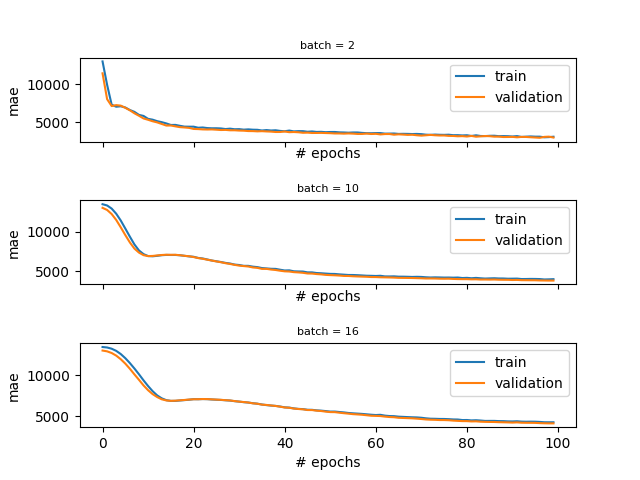 batch = 2
mae
10000
5000
train
validation
# epochs
batch = 10
mae
10000
5000
train
validation
# epochs
batch = 16
mae
10000
5000
train
validation
0 20 40 60 80 100
# epochs